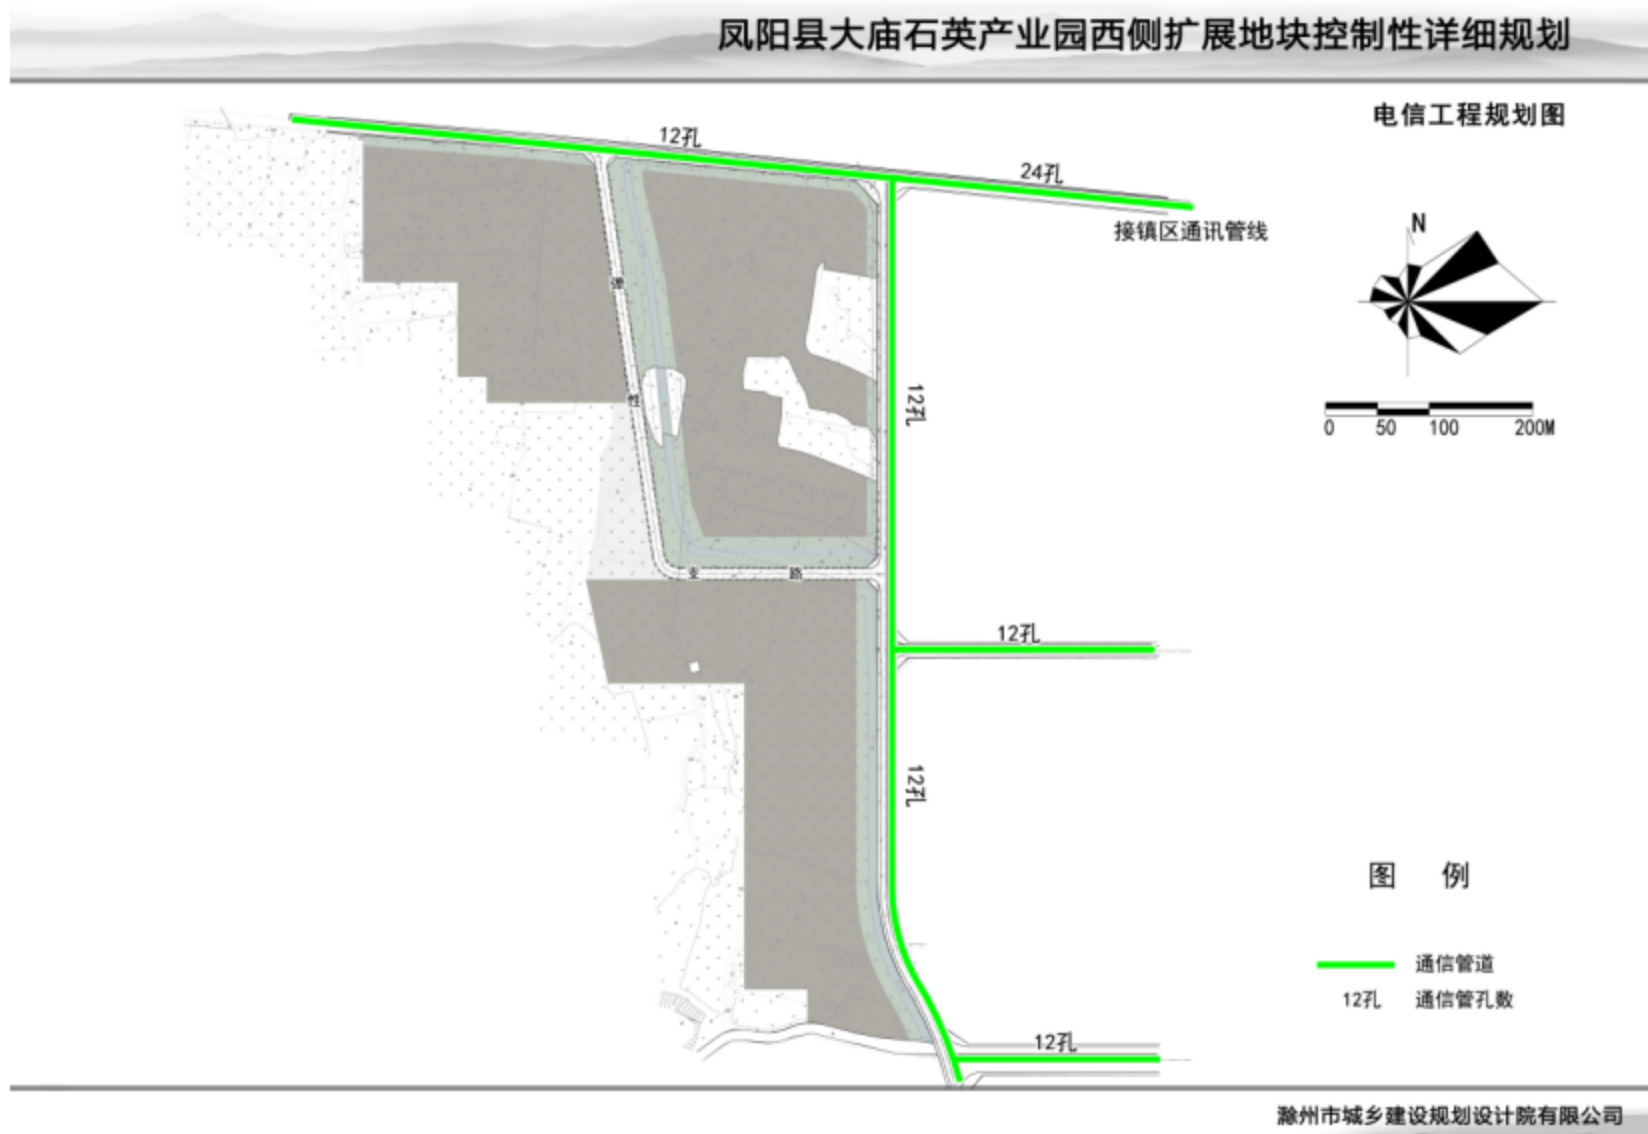 凤阳县大庙石英产业园西侧扩展地块控制性详细规划
电信工程规划图
12孔
24孔
接镇区通讯管线
N
弹
性
支
路
12孔
0 50 100 200M
12孔
12孔
12孔
图 例
通信管道
12孔 通信管孔数
滁州市城乡建设规划设计院有限公司